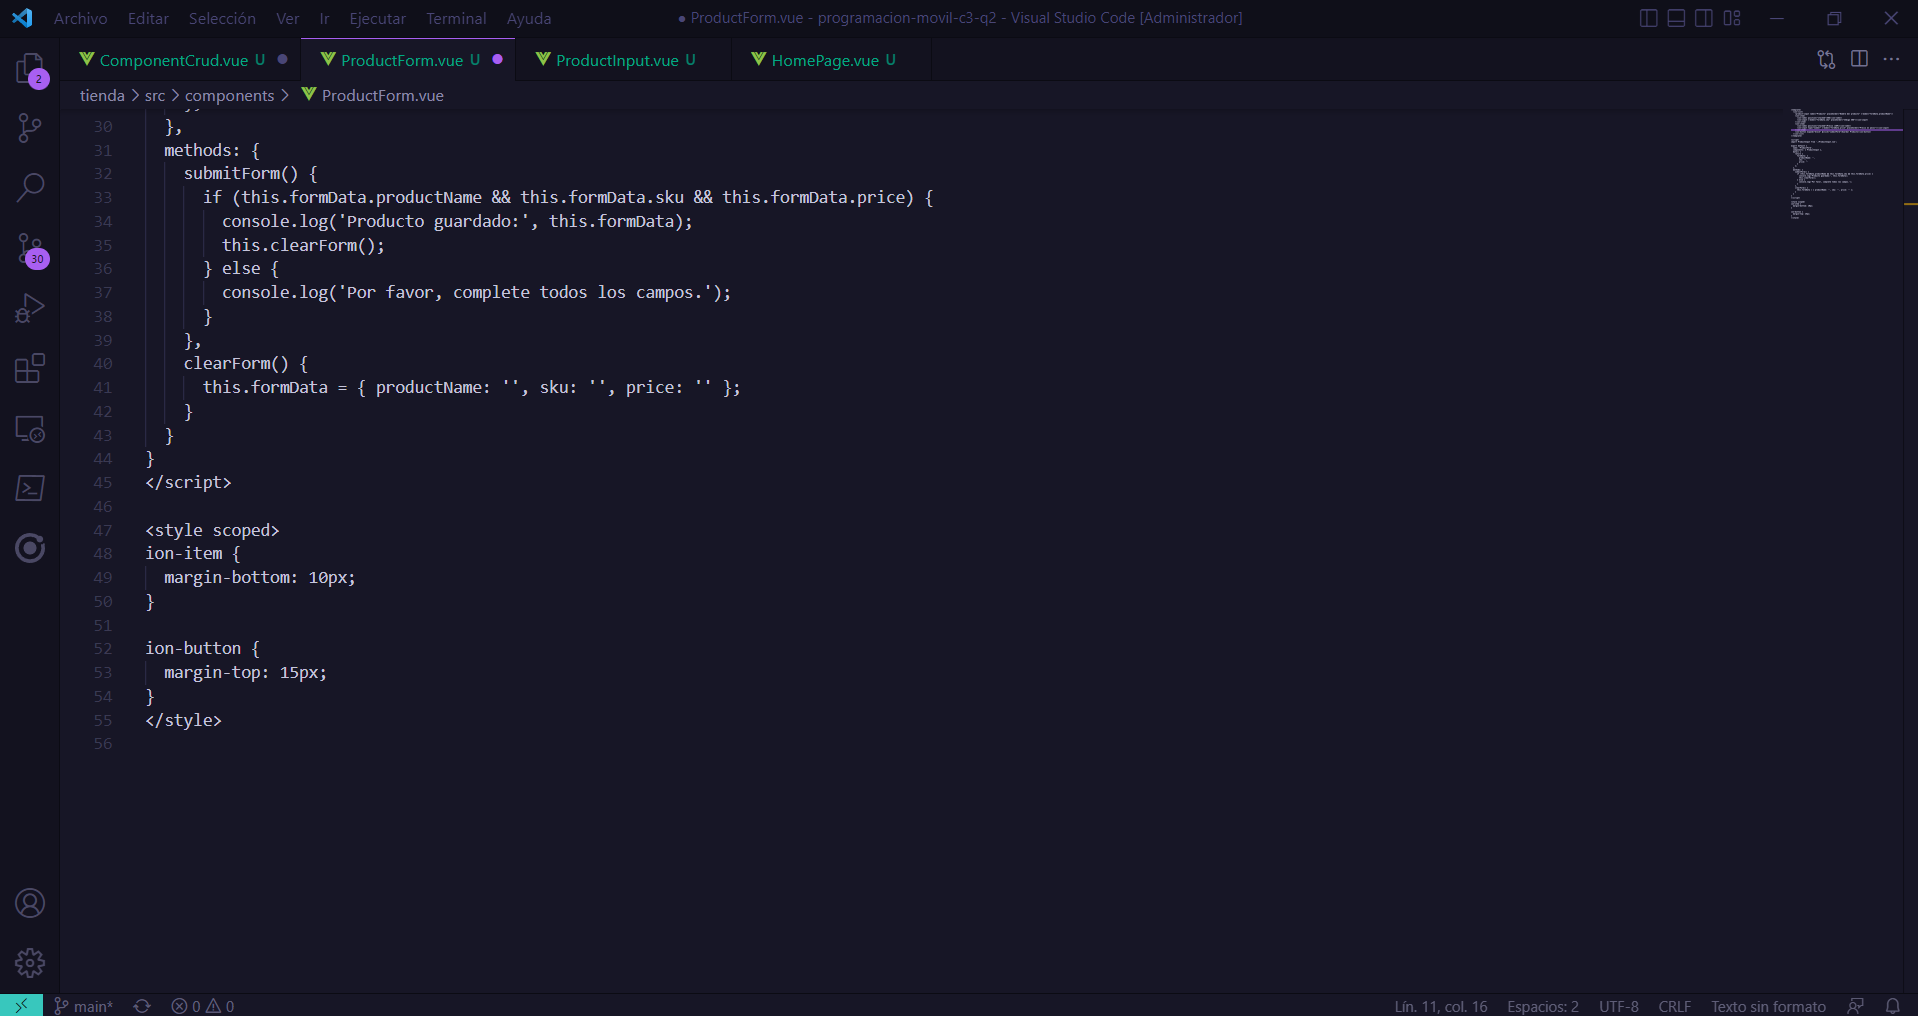 Archivo Editar Selección Ver Ir Ejecutar Terminal Ayuda
● ProductForm.vue - programacion-movil-c3-q2 - Visual Studio Code [Administrador]
ComponentCrud.vue U
ProductForm.vue U
ProductInput.vue U
HomePage.vue U
tienda > src > components > ProductForm.vue
2
30
30 },
31 methods: {
32 submitForm() {
33 if (this.formData.productName && this.formData.sku && this.formData.price) {
34 console.log('Producto guardado:', this.formData);
35 this.clearForm();
36 } else {
37 console.log('Por favor, complete todos los campos.');
38 }
39 },
40 clearForm() {
41 this.formData = { productName: '', sku: '', price: '' };
42 }
43 }
44 }
45 </script>
46
47 <style scoped>
48 ion-item {
49 margin-bottom: 10px;
50 }
51
52 ion-button {
53 margin-top: 15px;
54 }
55 </style>
56
main* 0 0
Lín. 11, col. 16 Espacios: 2 UTF-8 CRLF Texto sin formato